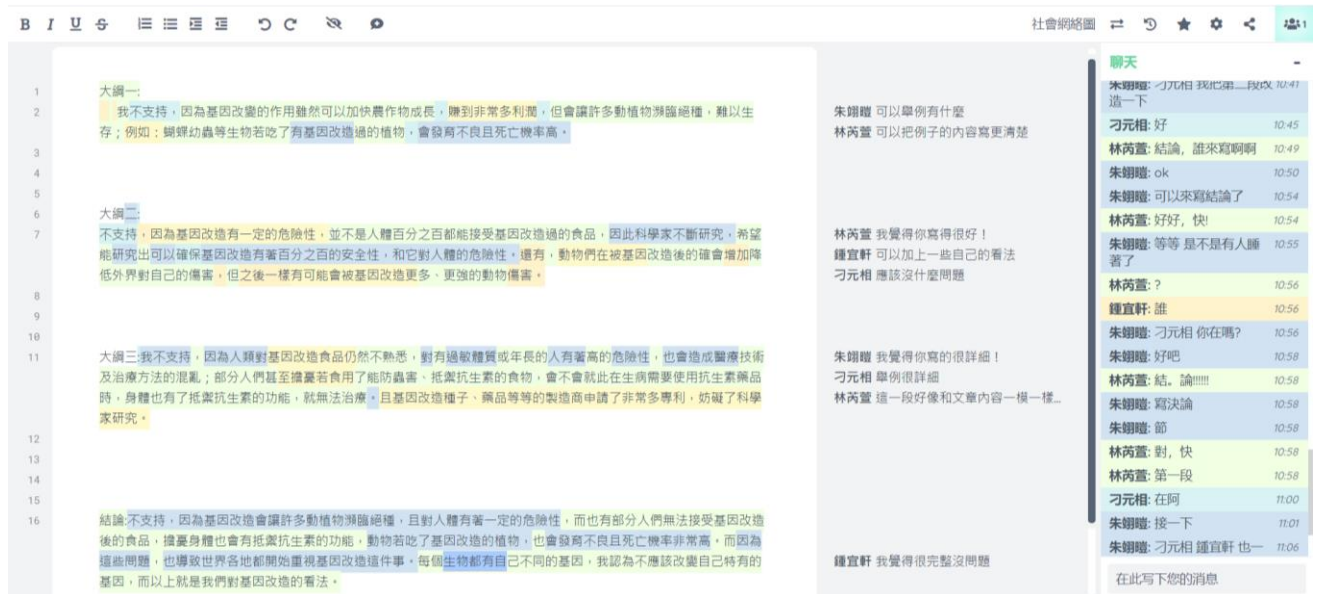 B I U S
社會網絡圖
1
聊天
1
大綱一:
2
我不支持，因為基因改變的作用雖然可以加快農作物成長，賺到非常多利潤，但會讓許多動植物瀕臨絕種，難以生
存；例如：蝴蝶幼蟲等生物若吃了有基因改造過的植物，會發育不良且死亡機率高。
3
4
5
6
大綱二:
7
不支持，因為基因改造有一定的危險性，並不是人體百分之百都能接受基因改造過的食品，因此科學家不斷研究，希望
能研究出可以確保基因改造有著百分之百的安全性，和它對人體的危險性，還有，動物們在被基因改造後的確會增加降
低外界對自己的傷害，但之後一樣有可能會被基因改造更多、更強的動物傷害。
8
9
10
11
大綱三:我不支持，因為人類對基因改造食品仍然不熟悉，對有過敏體質或年長的人有著高的危險性，也會造成醫療技術
及治療方法的混亂；部分人們甚至擔憂若食用了能防蟲害、抵禦抗生素的食物，會不會就此在生病需要使用抗生素藥品
時，身體也有了抵禦抗生素的功能，就無法治療。且基因改造種子、藥品等等的製造商申請了非常多專利，妨礙了科學
家研究。
12
13
14
15
16
結論:不支持，因為基因改造會讓許多動植物瀕臨絕種，且對人體有著一定的危險性，而也有部分人們無法接受基因改造
後的食品，擔憂身體也會有抵禦抗生素的功能，動物若吃了基因改造的植物，也會發育不良且死亡機率非常高。而因為
這些問題，也導致世界各地都開始重視基因改造這件事。每個生物都有自己不同的基因，我認為不應該改變自己特有的
基因，而以上就是我們對基因改造的看法。
朱翊暟 可以舉例有什麼
林芮萱 可以把例子的內容寫更清楚
林芮萱 我覺得你寫得很好！
鍾宜軒 可以加上一些自己的看法
刁元相 應該沒什麼問題
朱翊暟 我覺得你寫的很詳細！
刁元相 舉例很詳細
林芮萱 這一段好像和文章內容一模一樣…
鍾宜軒 我覺得很完整沒問題
朱翊暟: 刁元相 我把第二段改 10:41
造一下
刁元相: 好 10:45
林芮萱: 結論，誰來寫啊啊 10:49
朱翊暟: ok 10:50
朱翊暟: 可以來寫結論了 10:54
林芮萱: 好好，快! 10:54
朱翊暟: 等等 是不是有人睡 10:55
著了
林芮萱: ? 10:56
鍾宜軒: 誰 10:56
朱翊暟: 刁元相 你在嗎? 10:56
朱翊暟: 好吧 10:58
林芮萱: 結。論!!!!!! 10:58
朱翊暟: 寫決論 10:58
朱翊暟: 節 10:58
林芮萱: 對，快 10:58
林芮萱: 第一段 10:58
刁元相: 在阿 11:00
朱翊暟: 接一下 11:01
朱翊暟: 刁元相 鍾宜軒 也一 11:06
在此写下您的消息